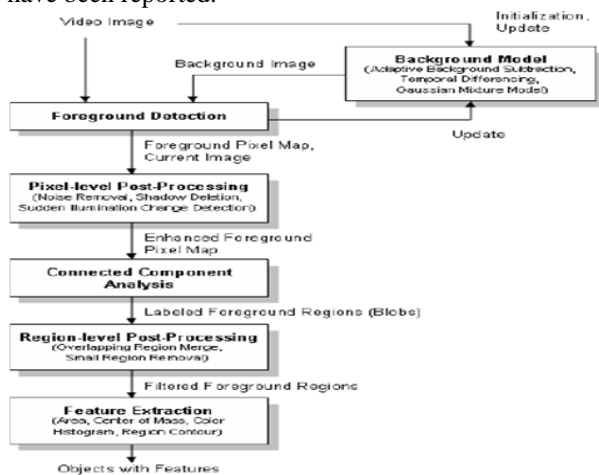 have been reported.
Video Image
Initialization,
Update
Background Model
(Adaptive Background Subtraction,
Temporal Differencing,
Gaussian Mixture Model)
Background Image
Foreground Detection
Update
Foreground Pixel Map,
Current Image
Pixel-level Post-Processing
(Noise Removal, Shadow Deletion,
Sudden Illumination Change Detection)
Enhanced Foreground
Pixel Map
Connected Component
Analysis
Labeled Foreground Regions (Blobs)
Region-level Post-Processing
(Overlapping Region Merge,
Small Region Removal)
Filtered Foreground Regions
Feature Extraction
(Area, Center of Mass, Color
Histogram, Region Contour)
Objects with Features